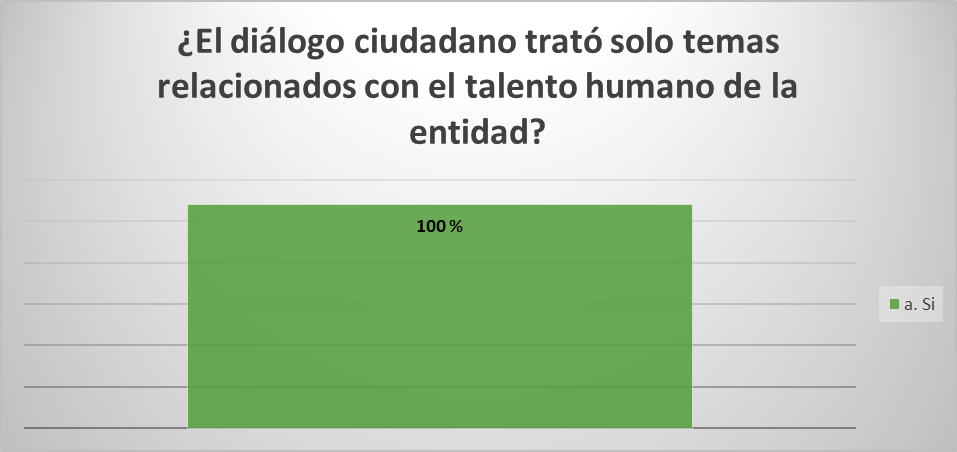 ¿El diálogo ciudadano trató solo temas
relacionados con el talento humano de la
entidad?
100 %
a. Si